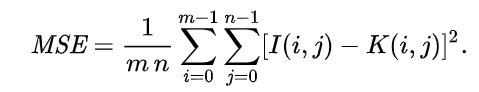 MSE = \frac{1}{m\,n} \sum_{i=0}^{m-1} \sum_{j=0}^{n-1} [I(i,j) - K(i,j)]^2.